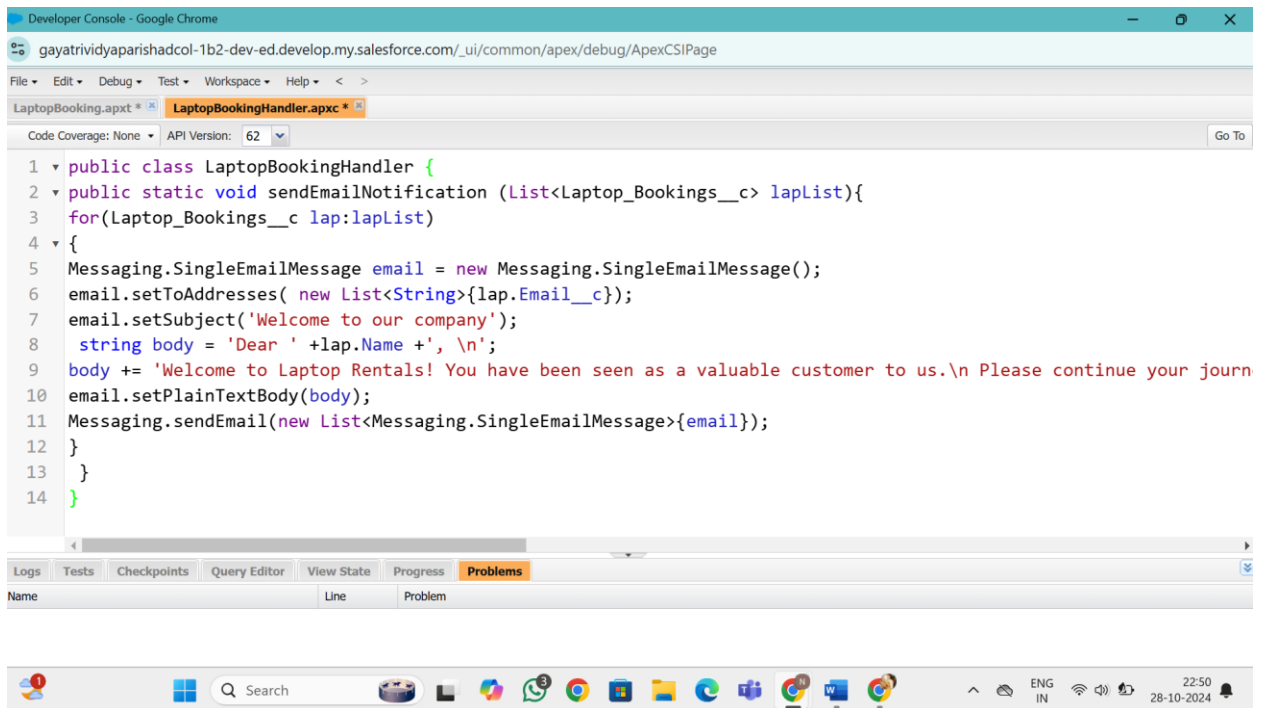 Developer Console - Google Chrome
gayatrividyaparishadcol-1b2-dev-ed.develop.my.salesforce.com/_ui/common/apex/debug/ApexCSIPage
File Edit Debug Test Workspace Help < >
LaptopBooking.apxt * LaptopBookingHandler.apxc *
Code Coverage: None API Version: 62 Go To
1 public class LaptopBookingHandler {
2 public static void sendEmailNotification (List<Laptop_Bookings__c> lapList){
3 for(Laptop_Bookings__c lap:lapList)
4 {
5 Messaging.SingleEmailMessage email = new Messaging.SingleEmailMessage();
6 email.setToAddresses( new List<String>{lap.Email__c});
7 email.setSubject('Welcome to our company');
8 string body = 'Dear ' +lap.Name +', \n';
9 body += 'Welcome to Laptop Rentals! You have been seen as a valuable customer to us.\n Please continue your journ
10 email.setPlainTextBody(body);
11 Messaging.sendEmail(new List<Messaging.SingleEmailMessage>{email});
12 }
13 }
14 }
Logs Tests Checkpoints Query Editor View State Progress Problems
Name Line Problem
1 Search 3 N ENG 22:50
IN 28-10-2024